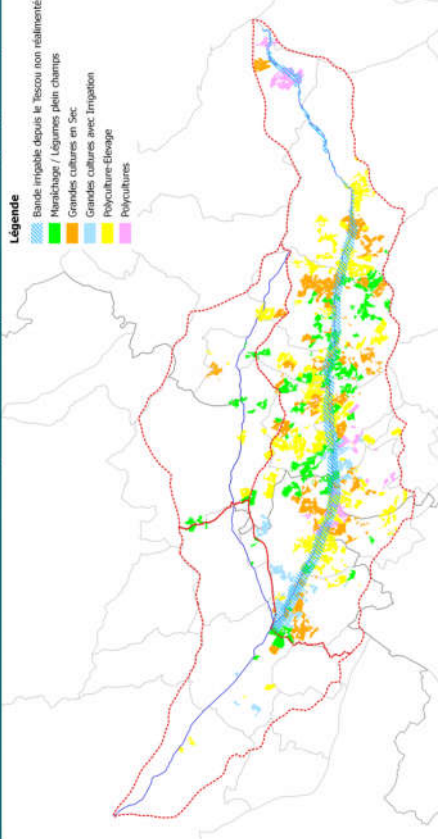 Légende
Bande irrigable depuis le Tescou non réalimenté
Maraîchage / Légumes plein champs
Grandes cultures en Sec
Grandes cultures avec Irrigation
Polyculture-Elevage
Polycultures